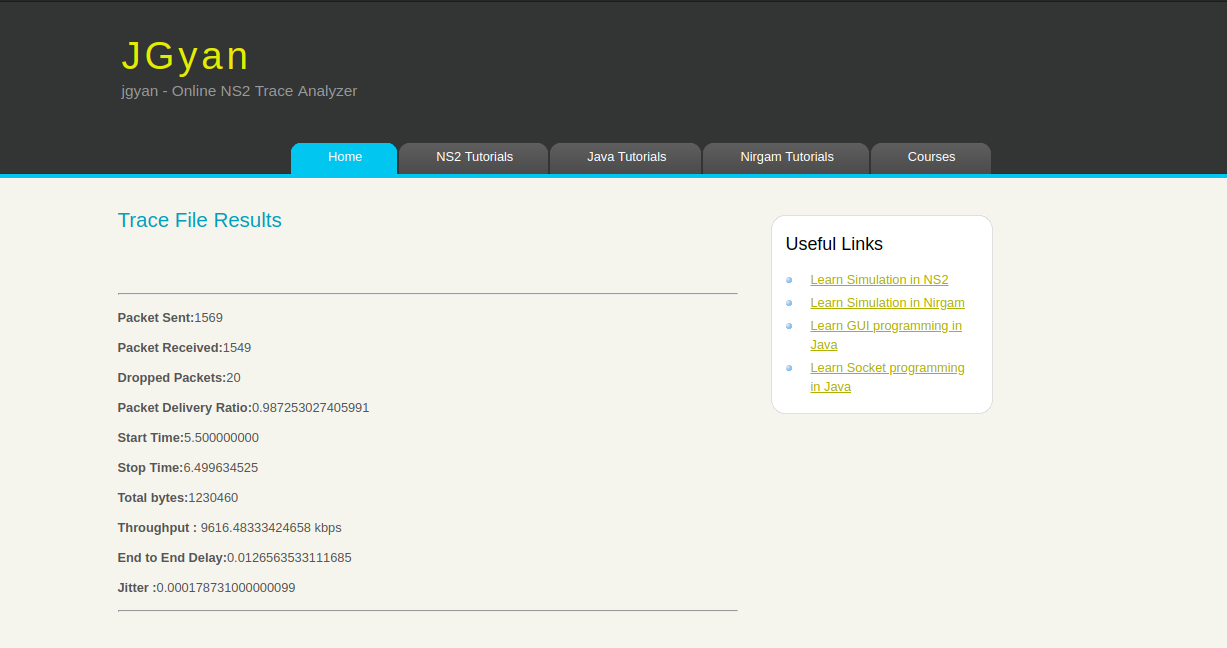 JGyan
jgyan - Online NS2 Trace Analyzer
Home NS2 Tutorials Java Tutorials Nirgam Tutorials Courses
Trace File Results
Packet Sent:1569
Packet Received:1549
Dropped Packets:20
Packet Delivery Ratio:0.987253027405991
Start Time:5.500000000
Stop Time:6.499634525
Total bytes:1230460
Throughput : 9616.48333424658 kbps
End to End Delay:0.0126563533111685
Jitter :0.000178731000000099
Useful Links
Learn Simulation in NS2
Learn Simulation in Nirgam
Learn GUI programming in
Java
Learn Socket programming
in Java